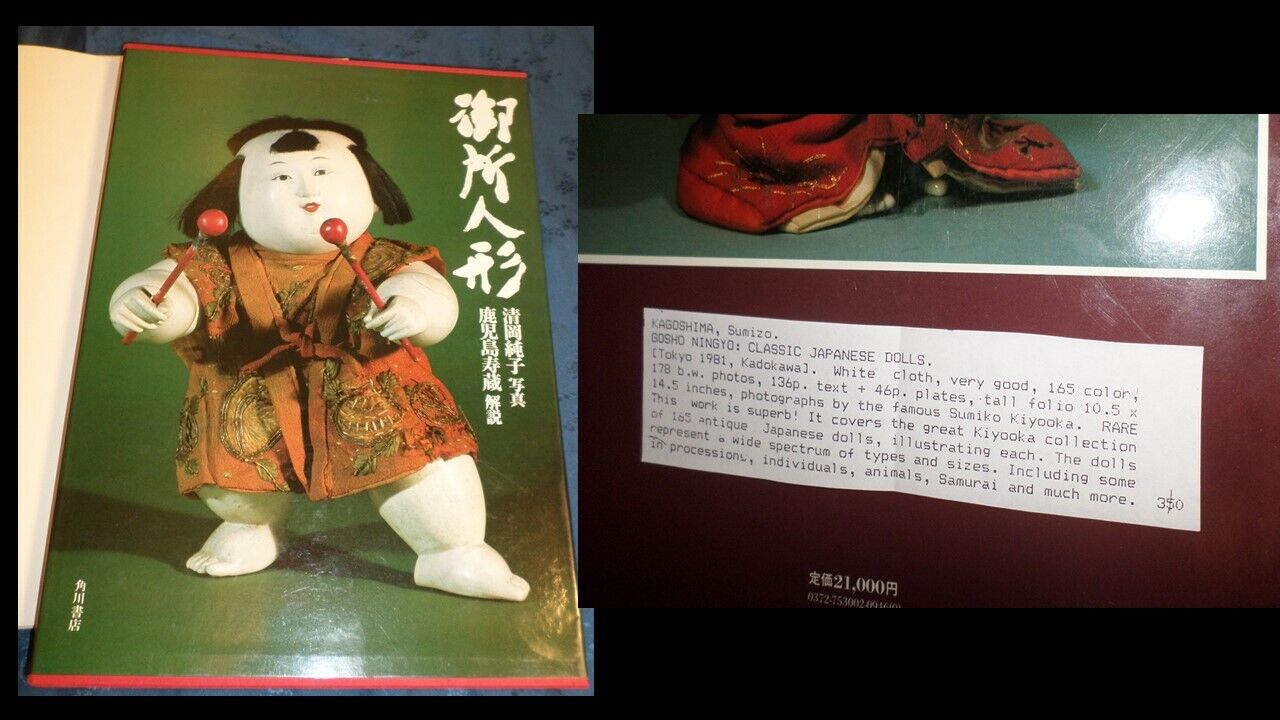 御所人形
清岡純子 写真
鹿児島寿蔵 解説
角川書店
KAGOSHIMA, Sumizo.
GOSHO NINGYO: CLASSIC JAPANESE DOLLS.
[Tokyo 1981, Kadokawa]. White cloth, very good, 165 color,
178 b.w. photos, 136p. text + 46p. plates, tall folio 10.5 x
14.5 inches, photographs by the famous Sumiko Kiyooka. RARE
This work is superb! It covers the great Kiyooka collection
of 165 antique Japanese dolls, illustrating each. The dolls
represent a wide spectrum of types and sizes. Including some
in processions, individuals, animals, Samurai and much more. 350
定価21,000円
0372-753002-0946(0)